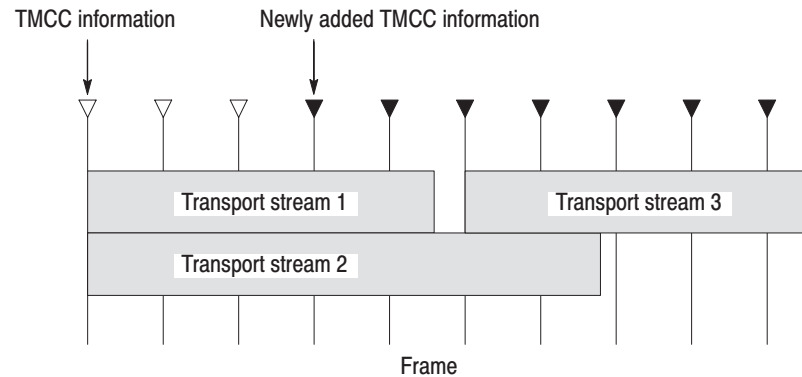 TMCC information
Newly added TMCC information
Transport stream 1
Transport stream 3
Transport stream 2
Frame